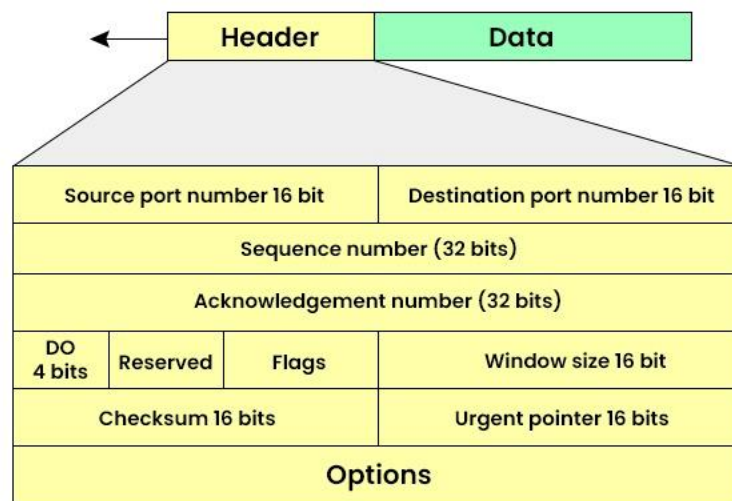 Header
Data
Source port number 16 bit
Destination port number 16 bit
Sequence number (32 bits)
Acknowledgement number (32 bits)
DO
4 bits
Reserved
Flags
Window size 16 bit
Checksum 16 bits
Urgent pointer 16 bits
Options